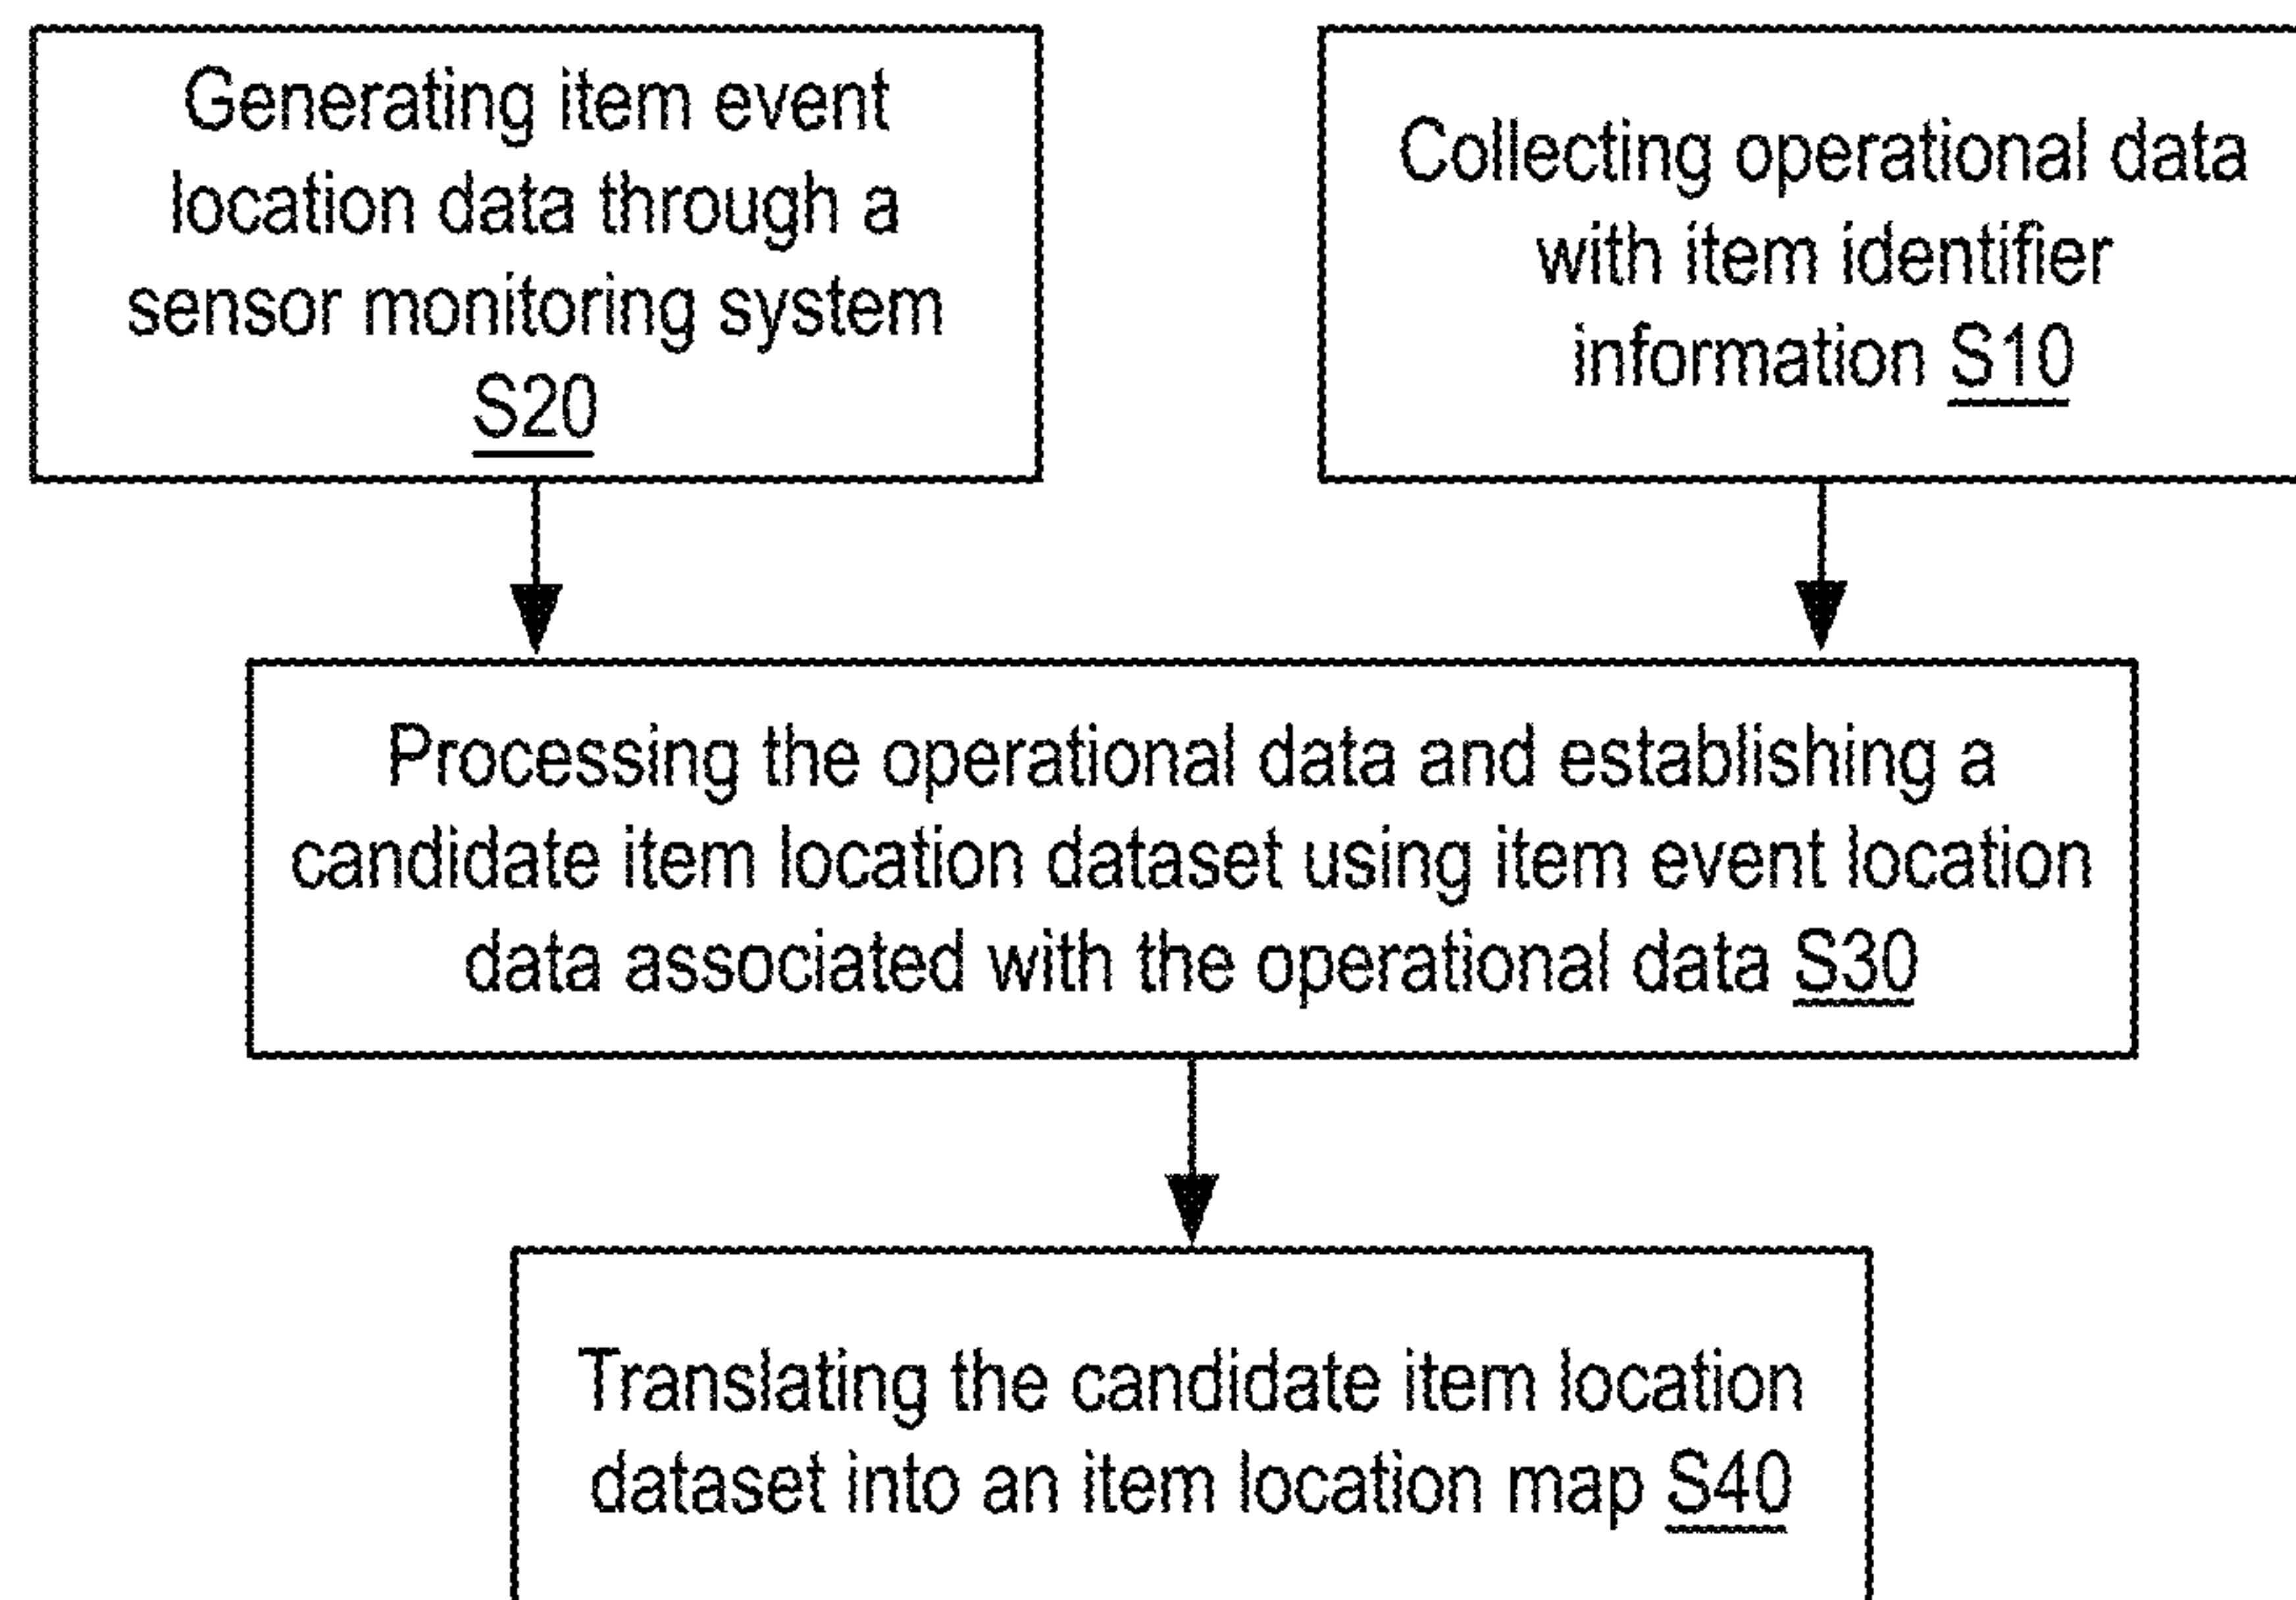 Generating item event
location data through a
sensor monitoring system
S20
Collecting operational data
with item identifier
information S10
Processing the operational data and establishing a
candidate item location dataset using item event location
data associated with the operational data S30
Translating the candidate item location
dataset into an item location map S40